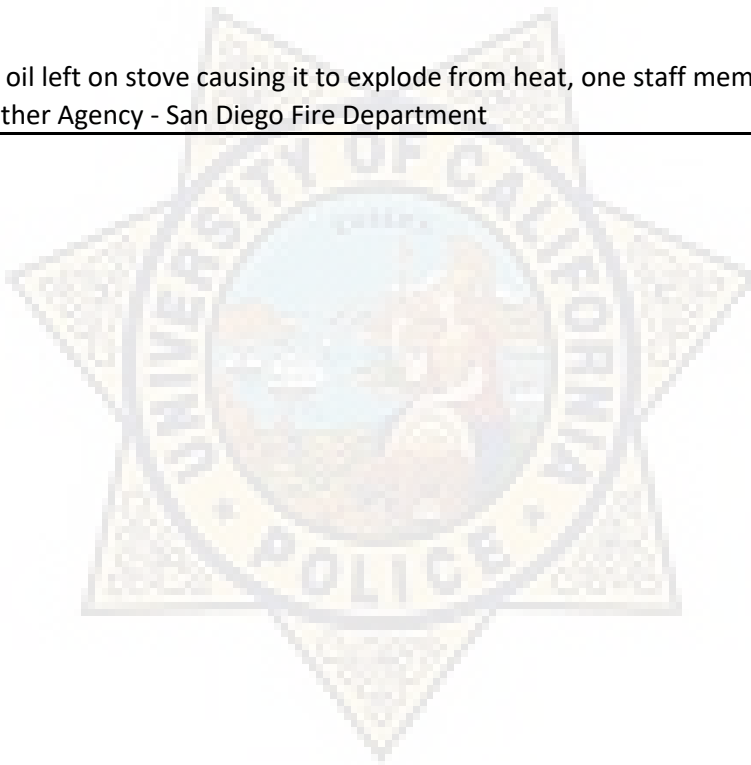 oil left on stove causing it to explode from heat, one staff mem
ther Agency - San Diego Fire Department
UNIVERSITY OF CALIFORNIA
EUREKA
• POLICE •